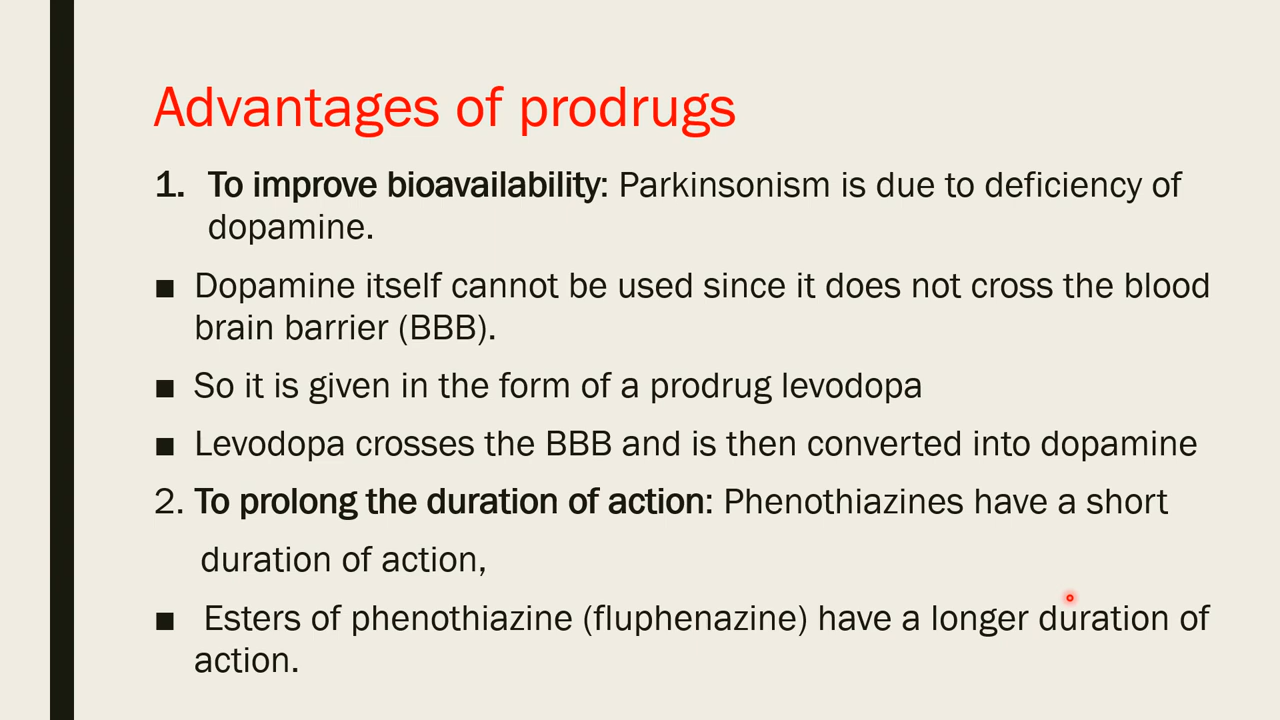 Advantages of prodrugs
1. To improve bioavailability: Parkinsonism is due to deficiency of
dopamine.
■ Dopamine itself cannot be used since it does not cross the blood
brain barrier (BBB).
■ So it is given in the form of a prodrug levodopa
■ Levodopa crosses the BBB and is then converted into dopamine
2. To prolong the duration of action: Phenothiazines have a short
duration of action,
■ Esters of phenothiazine (fluphenazine) have a longer duration of
action.